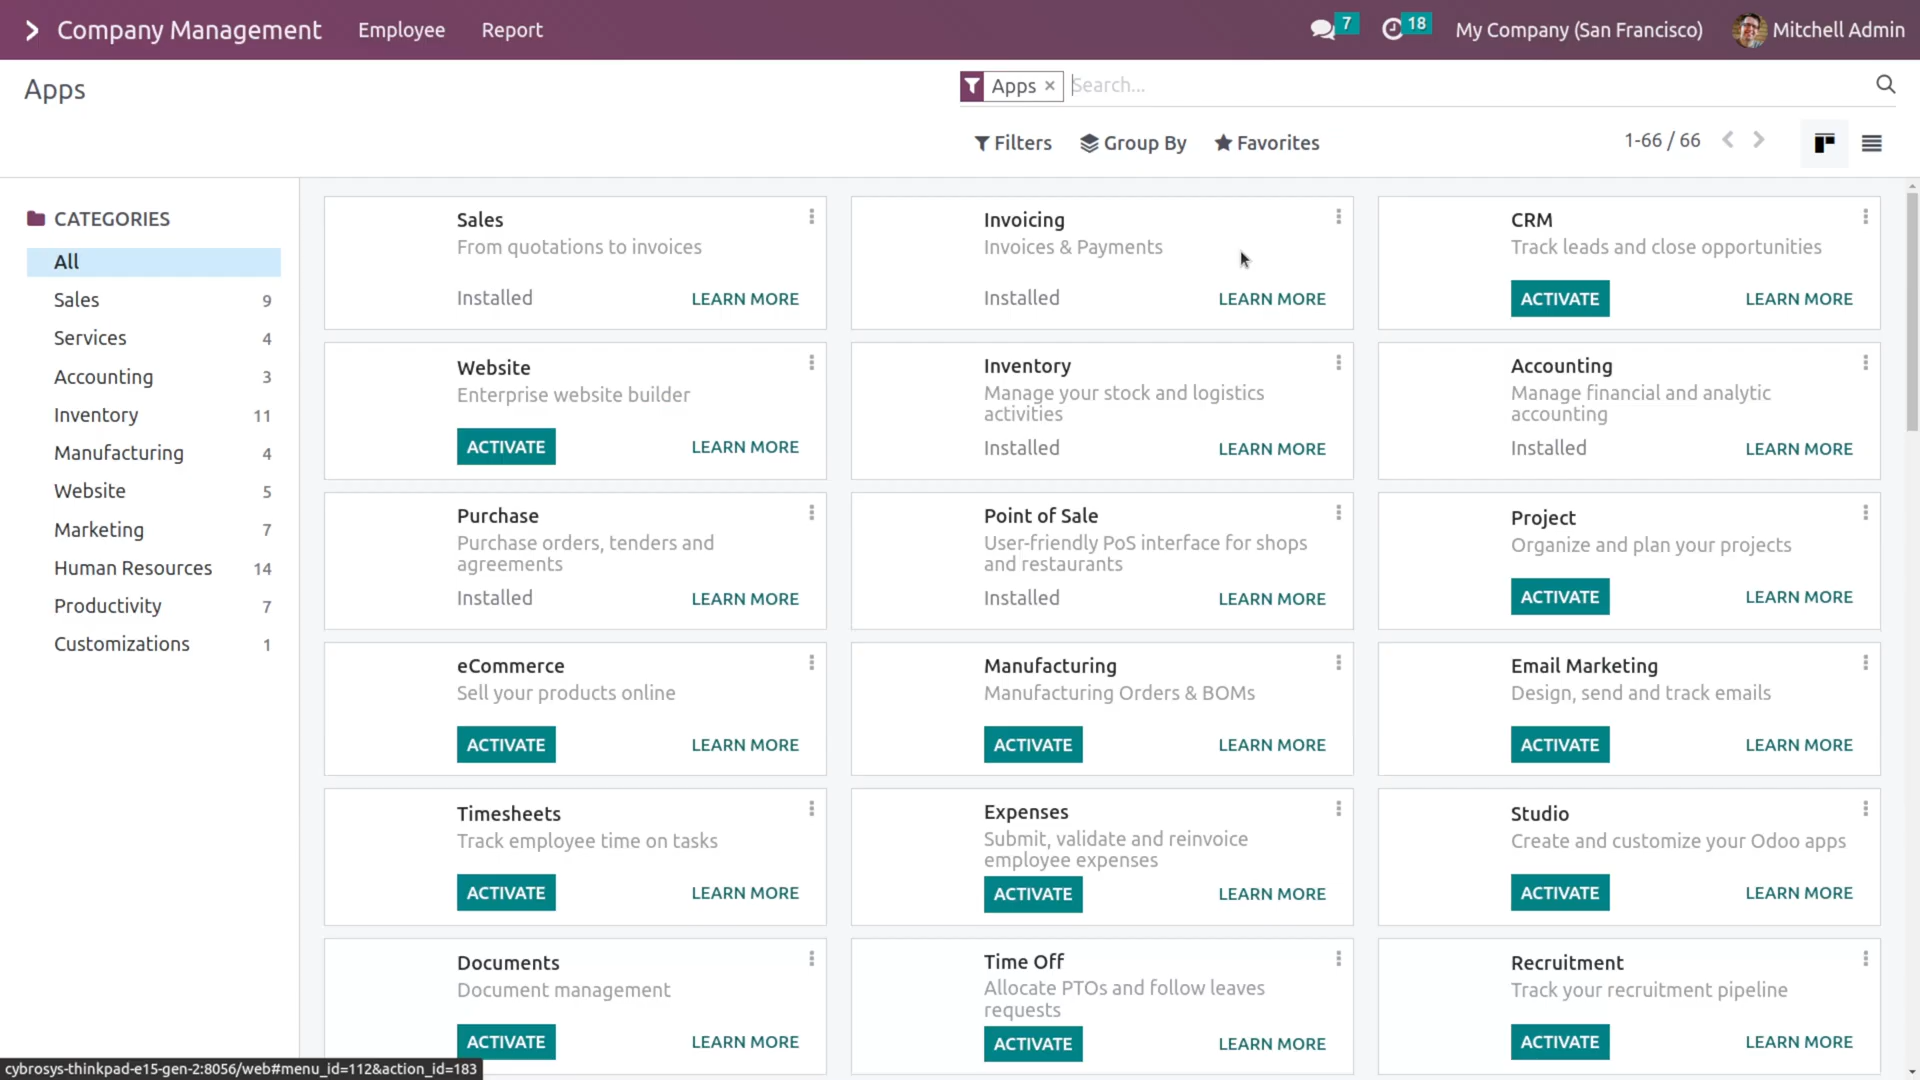 Company Management Employee Report 7 18 My Company (San Francisco) Mitchell Admin
Apps
Apps × Search...
Filters Group By Favorites 1-66 / 66
CATEGORIES
All
Sales 9
Services 4
Accounting 3
Inventory 11
Manufacturing 4
Website 5
Marketing 7
Human Resources 14
Productivity 7
Customizations 1
Sales
From quotations to invoices
Installed LEARN MORE
Invoicing
Invoices & Payments
Installed LEARN MORE
CRM
Track leads and close opportunities
ACTIVATE LEARN MORE
Website
Enterprise website builder
ACTIVATE LEARN MORE
Inventory
Manage your stock and logistics
activities
Installed LEARN MORE
Accounting
Manage financial and analytic
accounting
Installed LEARN MORE
Purchase
Purchase orders, tenders and
agreements
Installed LEARN MORE
Point of Sale
User-friendly PoS interface for shops
and restaurants
Installed LEARN MORE
Project
Organize and plan your projects
ACTIVATE LEARN MORE
eCommerce
Sell your products online
ACTIVATE LEARN MORE
Manufacturing
Manufacturing Orders & BOMs
ACTIVATE LEARN MORE
Email Marketing
Design, send and track emails
ACTIVATE LEARN MORE
Timesheets
Track employee time on tasks
ACTIVATE LEARN MORE
Expenses
Submit, validate and reinvoice
employee expenses
ACTIVATE LEARN MORE
Studio
Create and customize your Odoo apps
ACTIVATE LEARN MORE
Documents
Document management
ACTIVATE LEARN MORE
Time Off
Allocate PTOs and follow leaves
requests
ACTIVATE LEARN MORE
Recruitment
Track your recruitment pipeline
ACTIVATE LEARN MORE
cybrosys-thinkpad-e15-gen-2:8056/web#menu_id=112&action_id=183